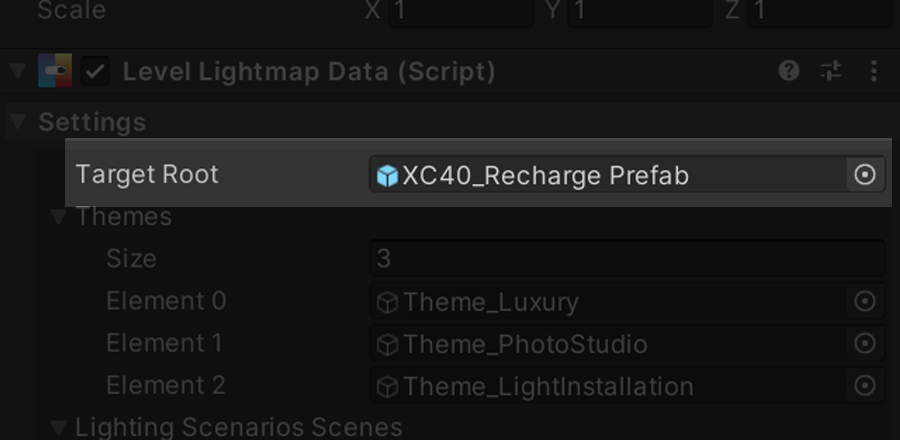 Scale X 1 Y 1 Z 1
Level Lightmap Data (Script)
Settings
Target Root XC40_Recharge Prefab
Themes
Size 3
Element 0 Theme_Luxury
Element 1 Theme_PhotoStudio
Element 2 Theme_LightInstallation
Lighting Scenarios Scenes